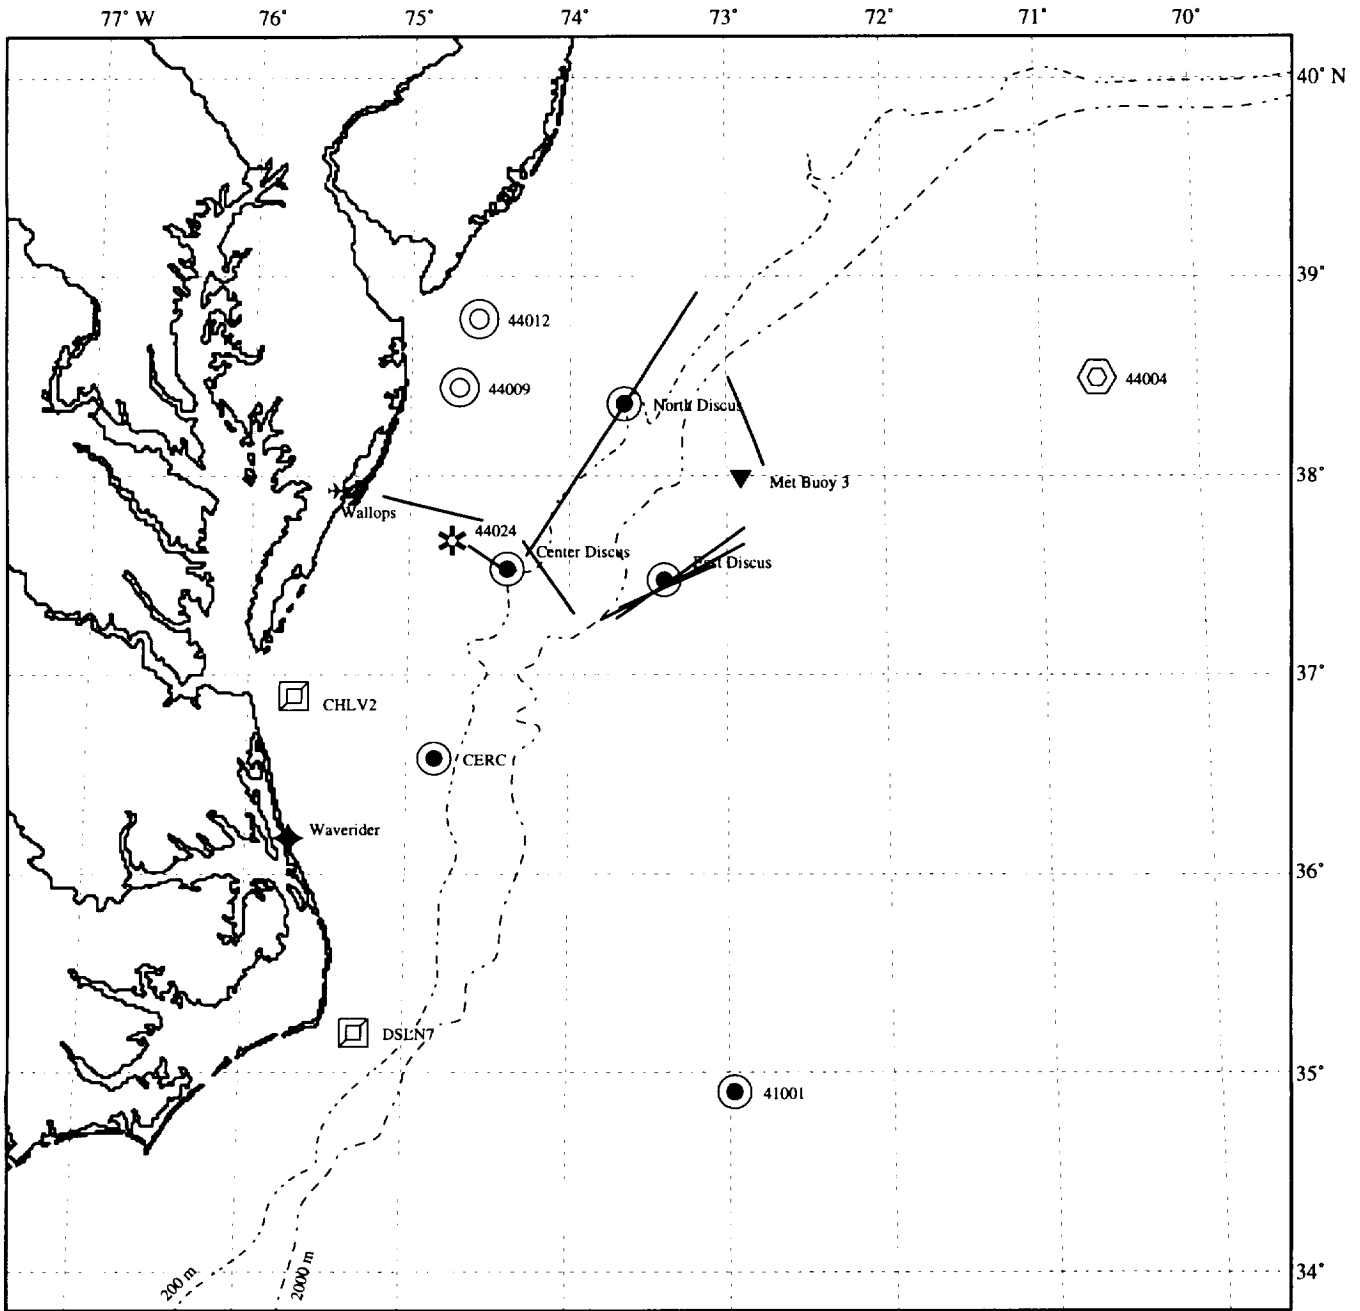 77° W 76° 75° 74° 73° 72° 71° 70°
40° N
39°
44012
44009
44004
North Discus
38°
Met Buoy 3
Wallops
44024
Center Discus
East Discus
37°
CHLV2
CERC
Waverider
36°
DSLN7
35°
41001
200 m
2000 m
34°